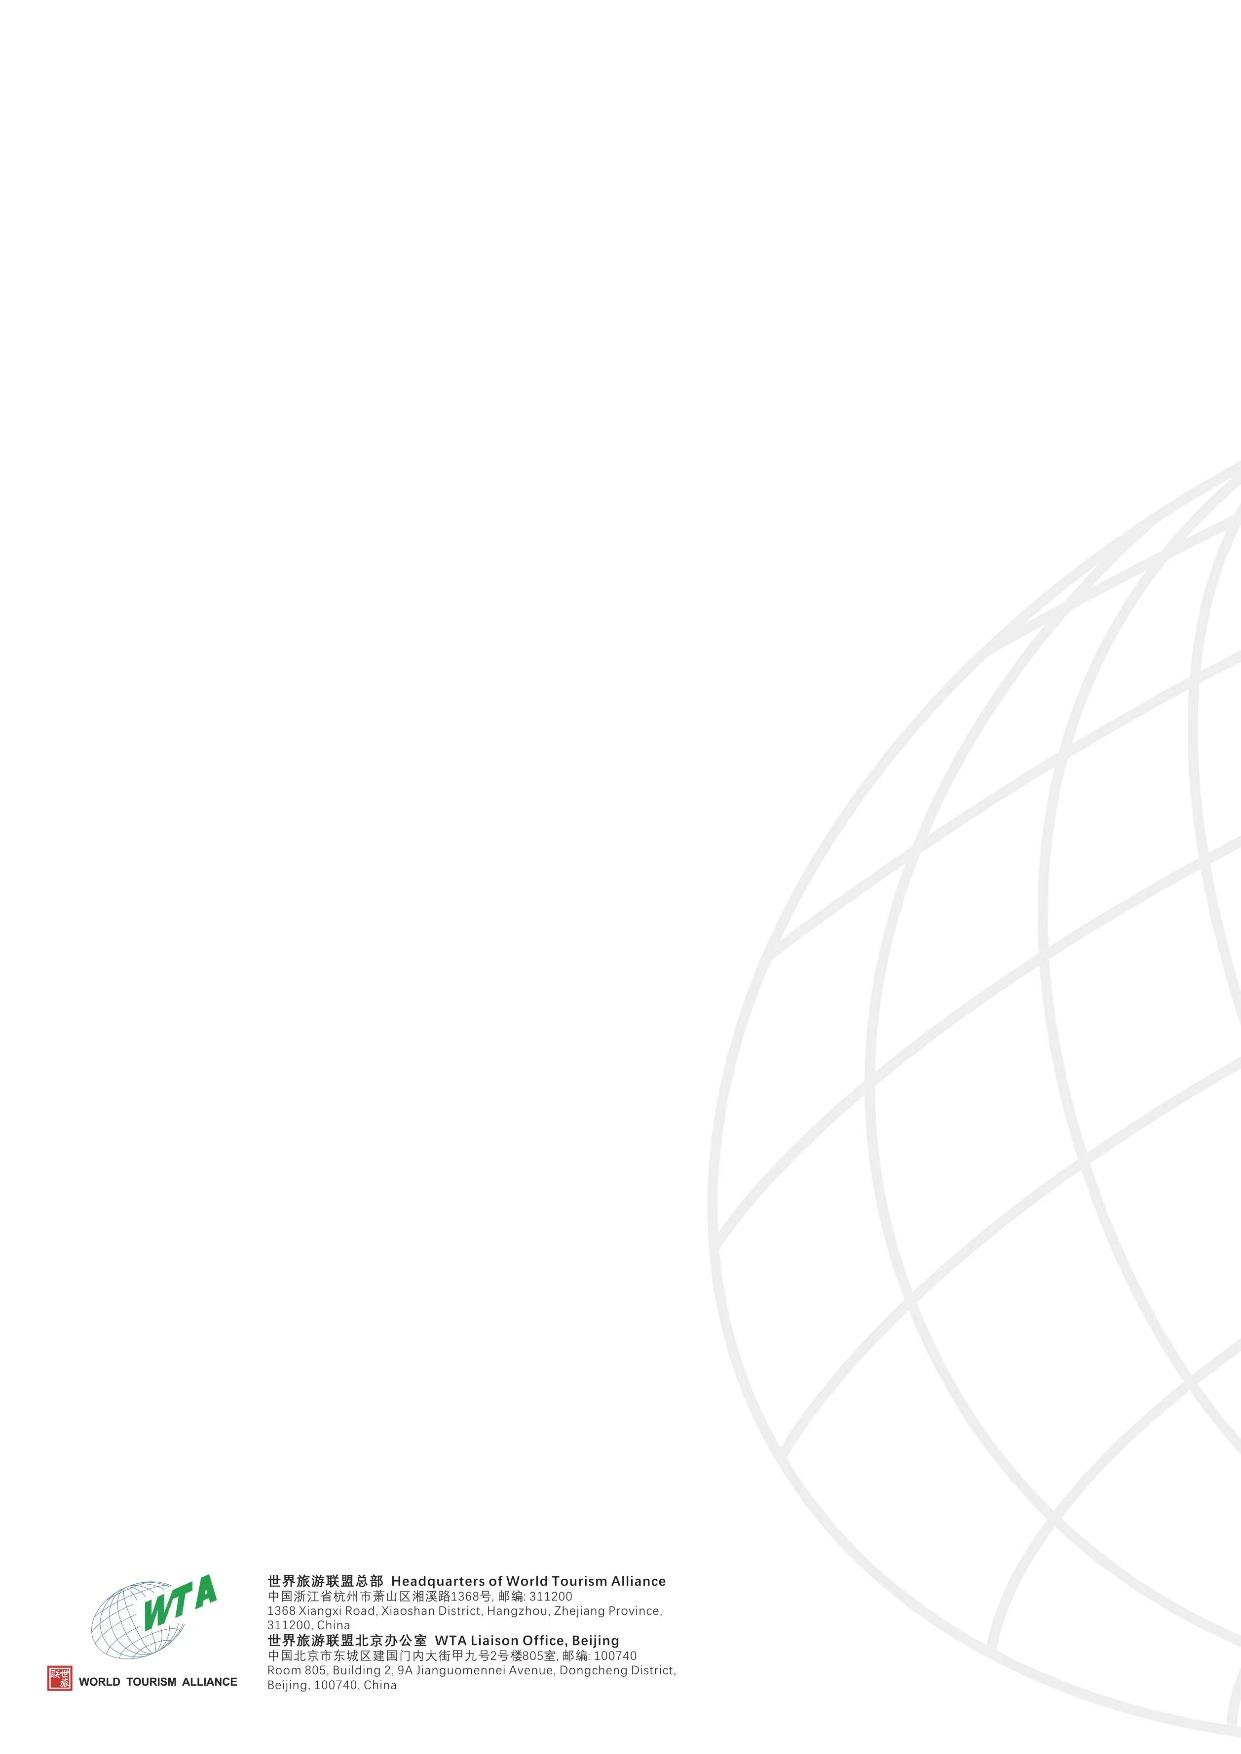 WTA
WORLD TOURISM ALLIANCE
世界旅游联盟总部 Headquarters of World Tourism Alliance
中国浙江省杭州市萧山区湘溪路1368号, 邮编: 311200
1368 Xiangxi Road, Xiaoshan District, Hangzhou, Zhejiang Province,
311200, China
世界旅游联盟北京办公室 WTA Liaison Office, Beijing
中国北京市东城区建国门内大街甲九号2号楼805室, 邮编: 100740
Room 805, Building 2, 9A Jianguomennei Avenue, Dongcheng District,
Beijing, 100740, China